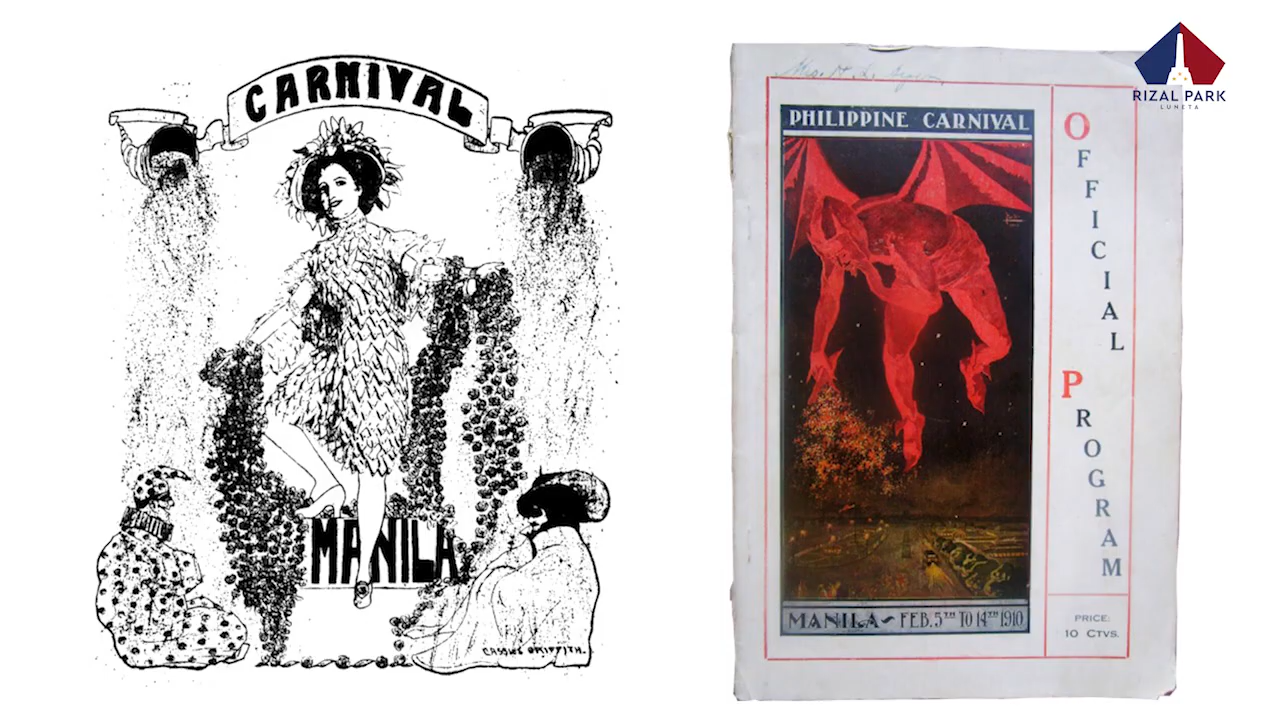 CARNIVAL
MANILA
CASSIUS GRIFFITH.
PHILIPPINE CARNIVAL
MANILA~FEB. 5TH TO 14TH 1910
OFFICIAL
PROGRAM
PRICE:
10 CTVS.
RIZAL PARK
LUNETA